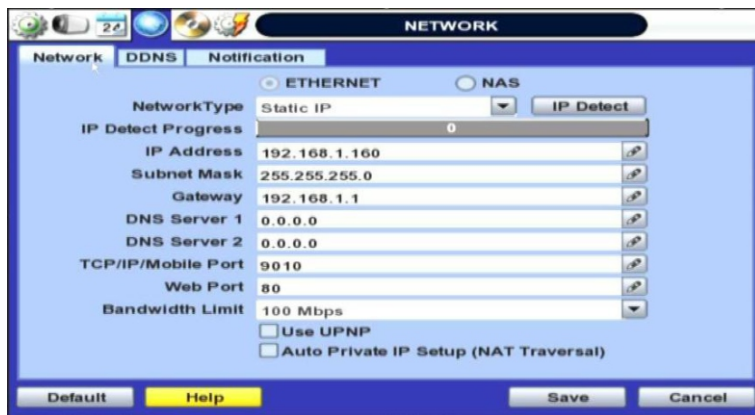 24
NETWORK
Network DDNS Notification
ETHERNET NAS
NetworkType Static IP IP Detect
IP Detect Progress 0
IP Address 192.168.1.160
Subnet Mask 255.255.255.0
Gateway 192.168.1.1
DNS Server 1 0.0.0.0
DNS Server 2 0.0.0.0
TCP/IP/Mobile Port 9010
Web Port 80
Bandwidth Limit 100 Mbps
Use UPNP
Auto Private IP Setup (NAT Traversal)
Default Help Save Cancel